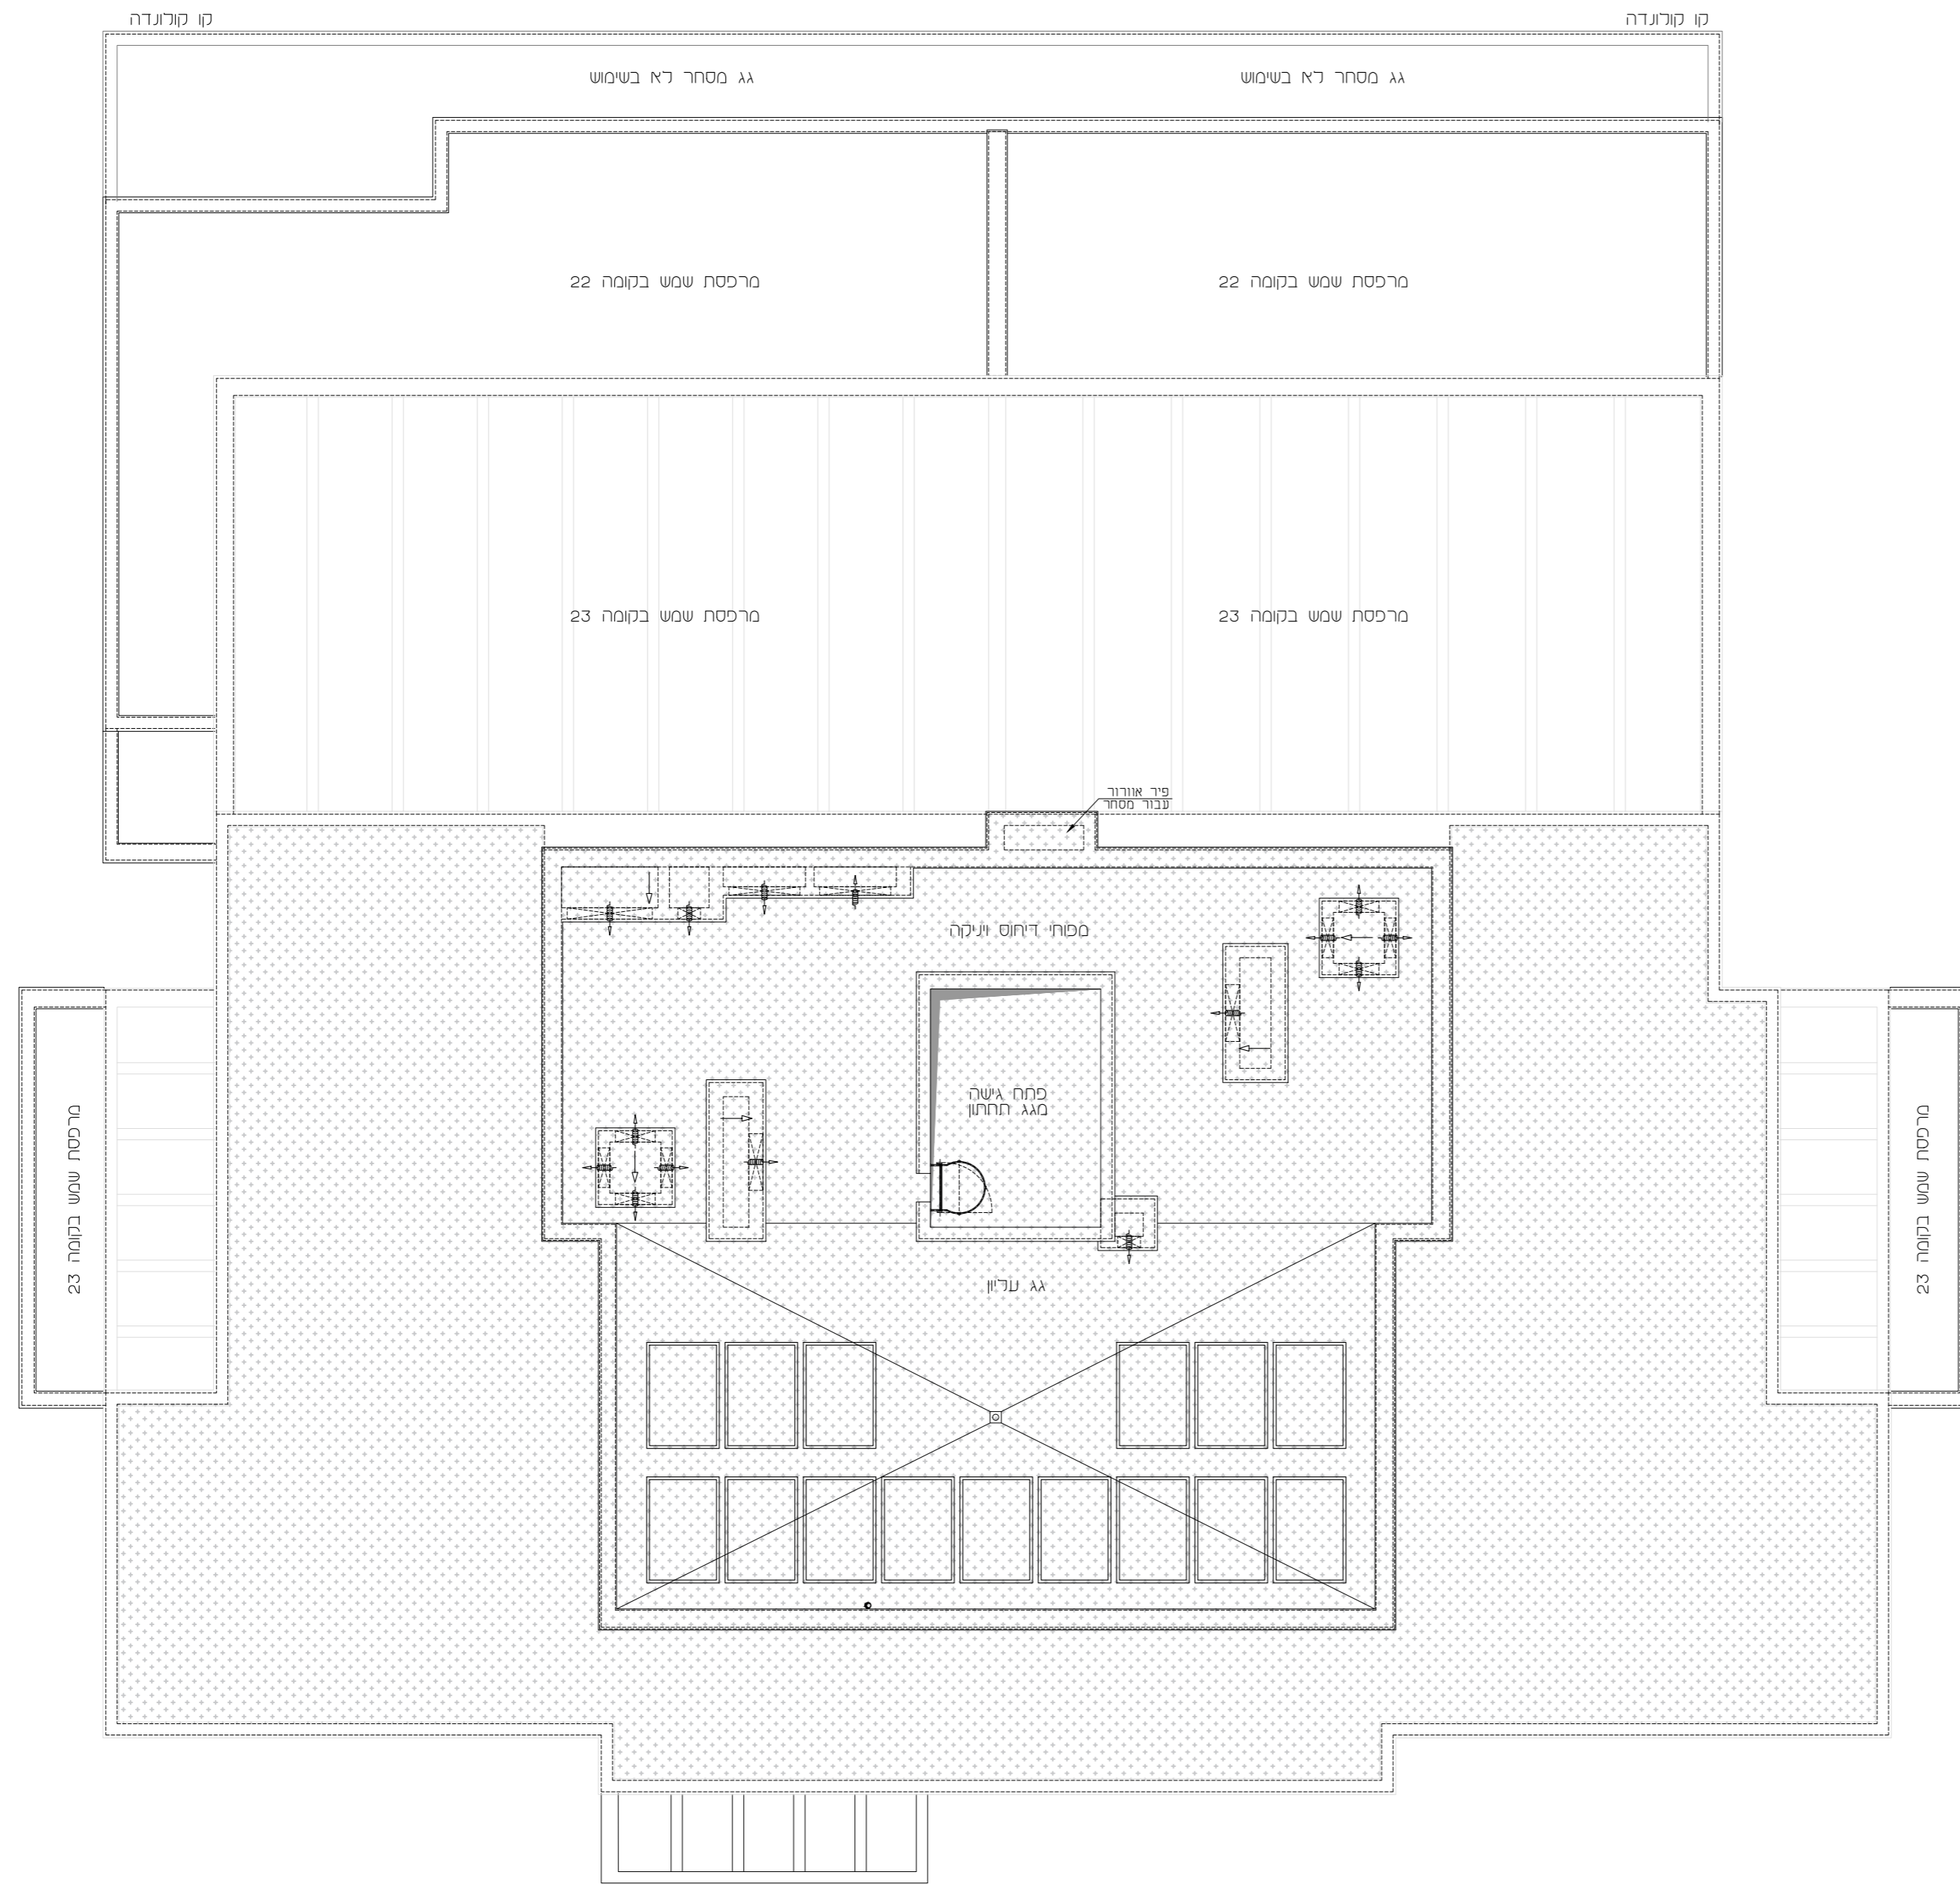 קו קולונדה
קו קולונדה
גג מסחר לא בשימוש
גג מסחר לא בשימוש
מרפסת שמש בקומה 22
מרפסת שמש בקומה 22
מרפסת שמש בקומה 23
מרפסת שמש בקומה 23
פיר אוורור
עבור מסחר
מפוחי דיחוס ויניקה
פתח גישה
מגג תחתון
מרפסת שמש בקומה 23
מרפסת שמש בקומה 23
גג עליון